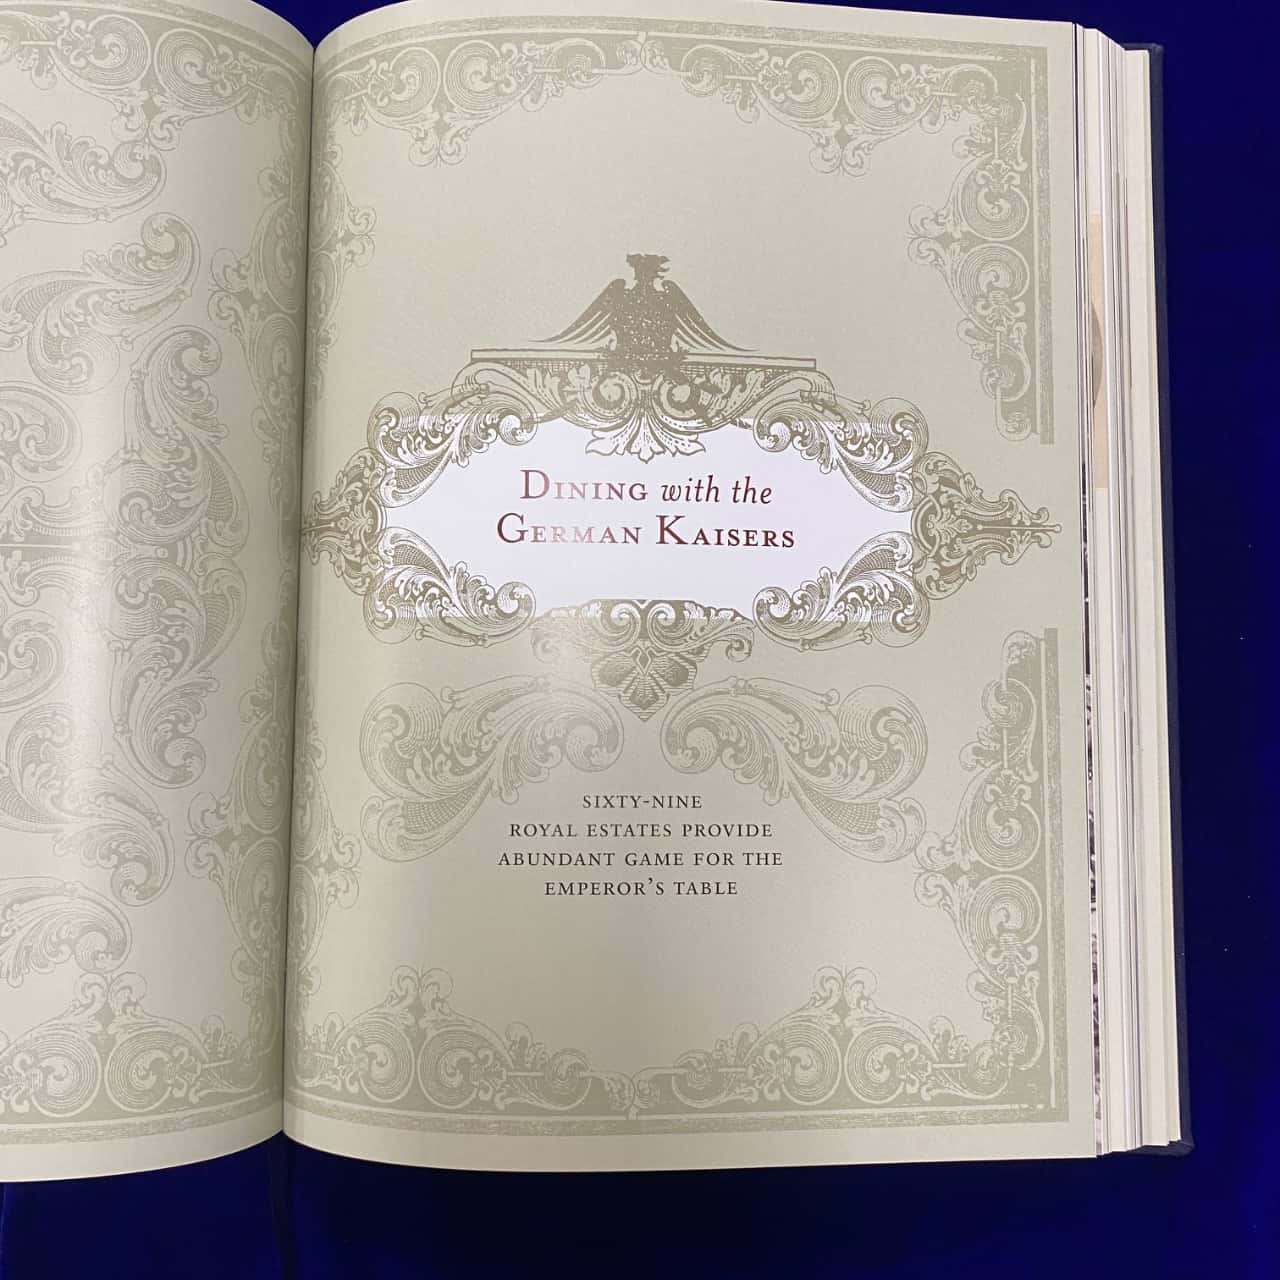 DINING with the
GERMAN KAISERS
SIXTY-NINE
ROYAL ESTATES PROVIDE
ABUNDANT GAME FOR THE
EMPEROR'S TABLE